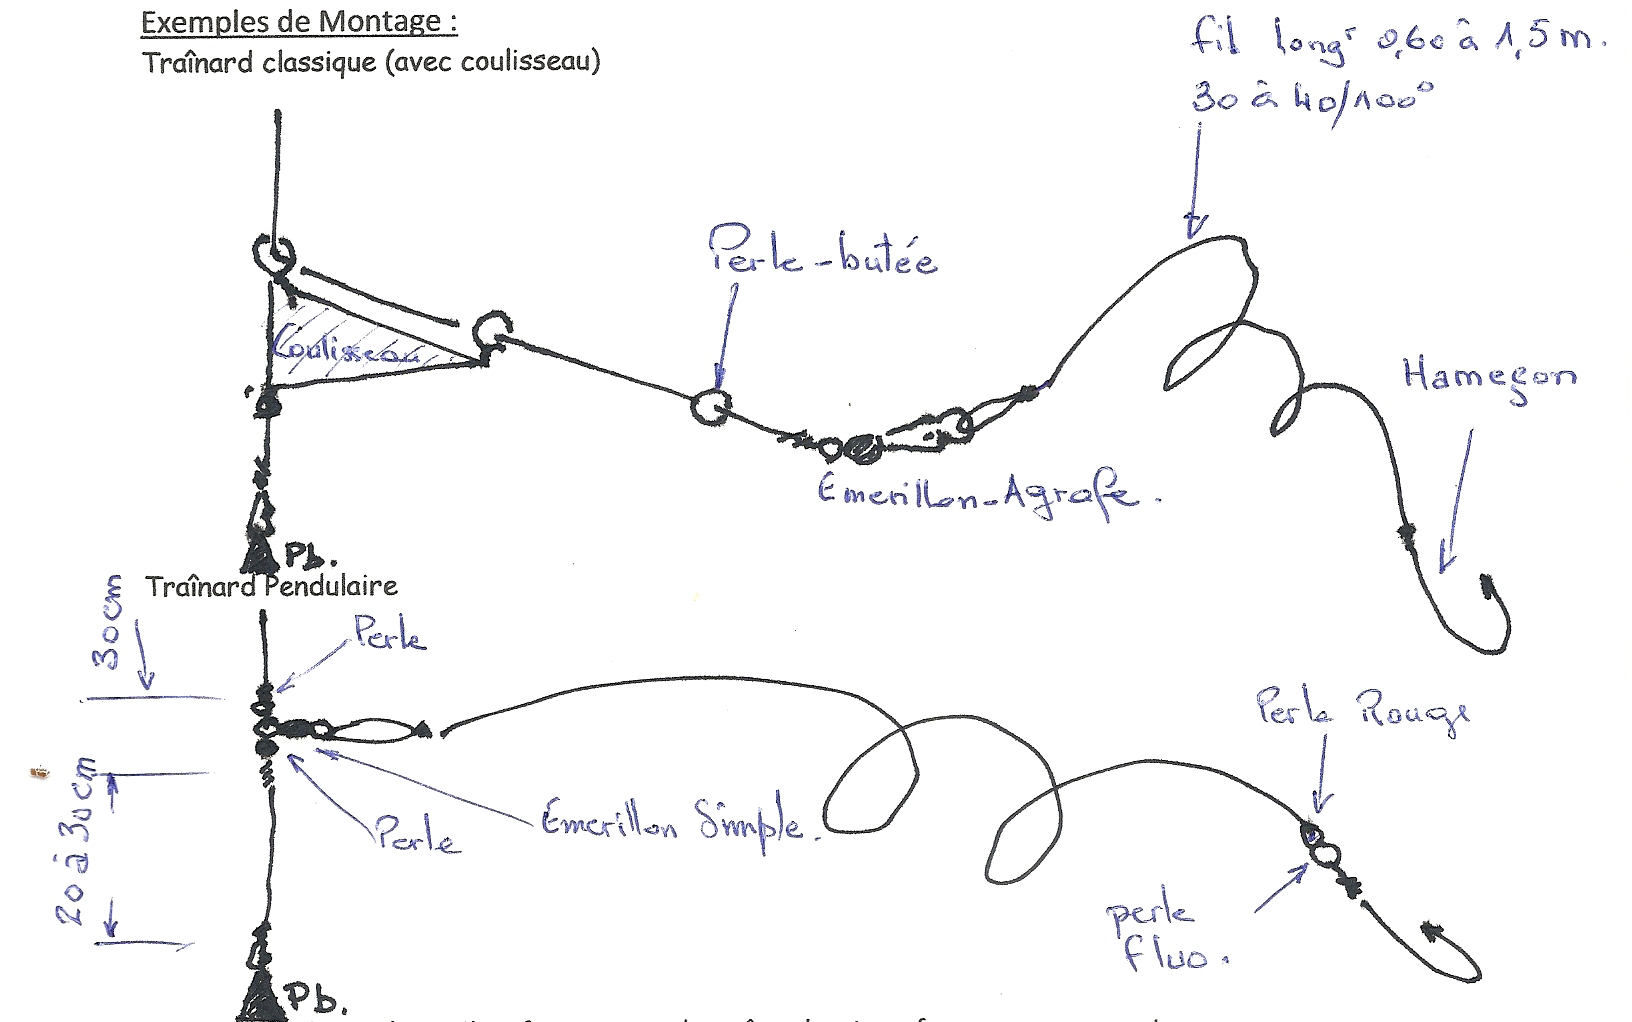 Exemples de Montage :
Traînard classique (avec coulisseau)
fil longr 0,60 à 1,5 m.
30 à 40/100°
Perle-butée
Coulisseau
Hameçon
Emerillon-Agrafe.
Pb.
Traînard Pendulaire
30cm
Perle
Perle Rouge
20 à 30cm
Perle
Emerillon Simple.
perle
fluo.
Pb.